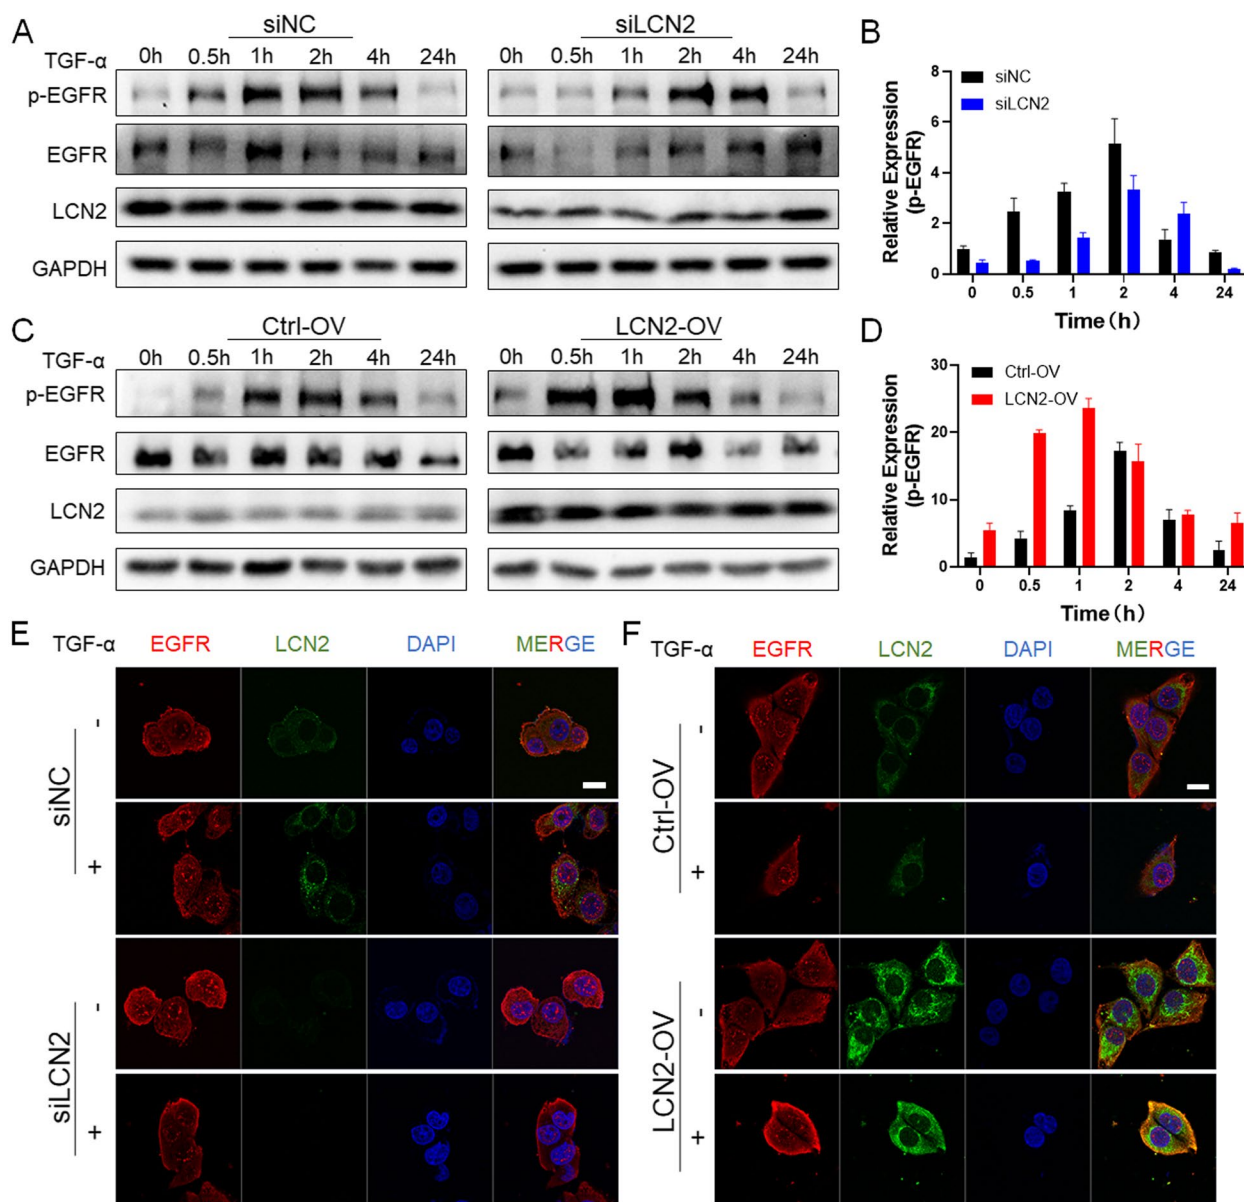 A
siNC
siLCN2
TGF-α 0h 0.5h 1h 2h 4h 24h 0h 0.5h 1h 2h 4h 24h
p-EGFR
EGFR
LCN2
GAPDH
B
siNC
siLCN2
Relative Expression
(p-EGFR)
8
6
4
2
0
0 0.5 1 2 4 24
Time(h)
C
Ctrl-OV
LCN2-OV
TGF-α 0h 0.5h 1h 2h 4h 24h 0h 0.5h 1h 2h 4h 24h
p-EGFR
EGFR
LCN2
GAPDH
D
Ctrl-OV
LCN2-OV
Relative Expression
(p-EGFR)
30
20
10
0
0 0.5 1 2 4 24
Time(h)
E
TGF-α EGFR LCN2 DAPI MERGE
siNC
-
+
siLCN2
-
+
F
TGF-α EGFR LCN2 DAPI MERGE
Ctrl-OV
-
+
LCN2-OV
-
+